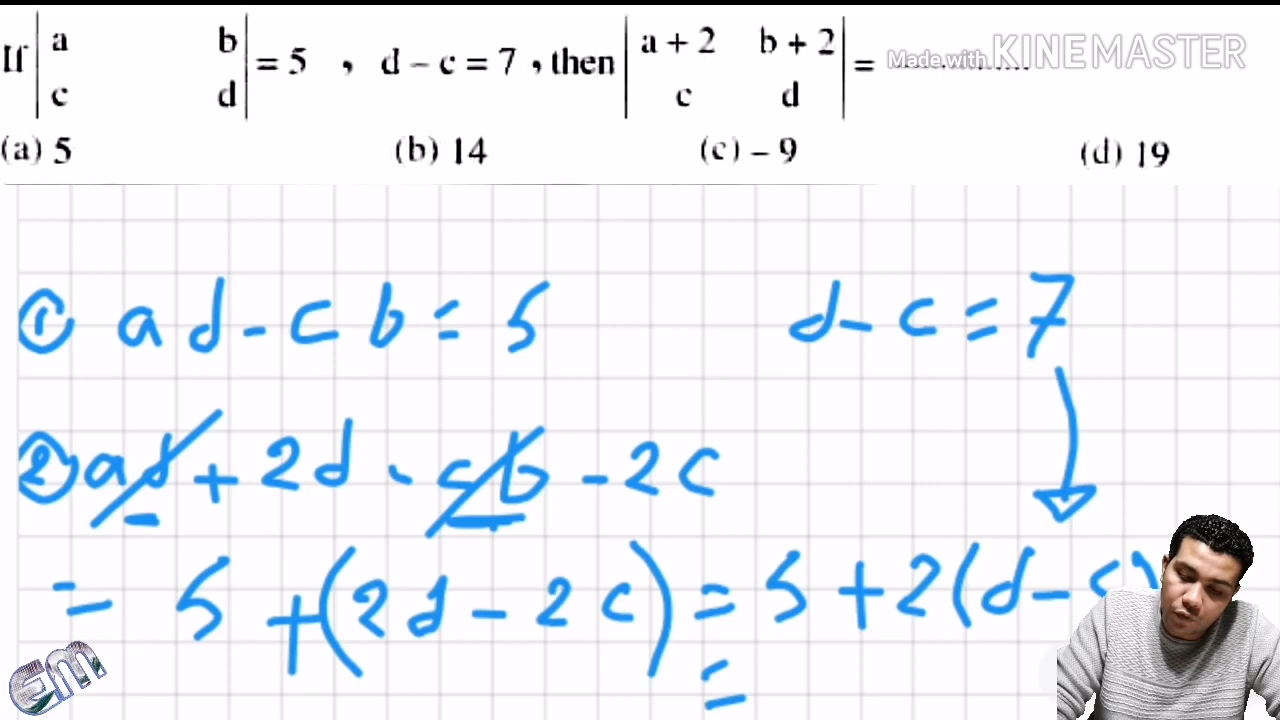 If | a b | = 5 , d – c = 7 , then | a + 2 b + 2 | = ..............
c d c d
Made with KINEMASTER
(a) 5 (b) 14 (c) – 9 (d) 19
① ad - cb = 5 d - c = 7
② ad + 2d - cb - 2c
= 5 + (2d - 2c) = 5 + 2(d - c)
=
GM